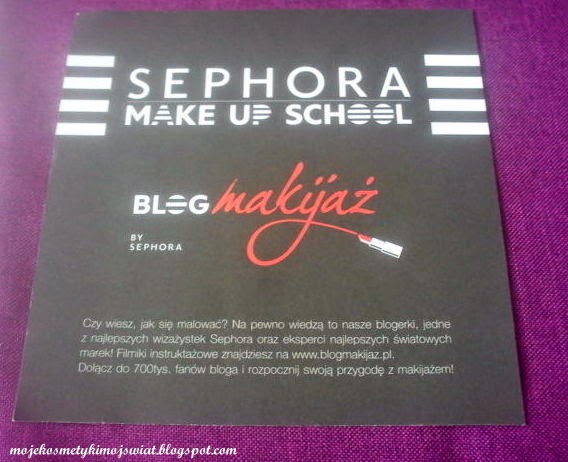 SEPHORA
MAKE UP SCHOOL
BLOG makijaż
BY
SEPHORA
Czy wiesz, jak się malować? Na pewno wiedzą to nasze blogerki, jedne
z najlepszych wizażystek Sephora oraz eksperci najlepszych światowych
marek! Filmiki instruktażowe znajdziesz na www.blogmakijaz.pl.
Dołącz do 700tys. fanów bloga i rozpocznij swoją przygodę z makijażem!
mojekosmetykimojswiat.blogspot.com